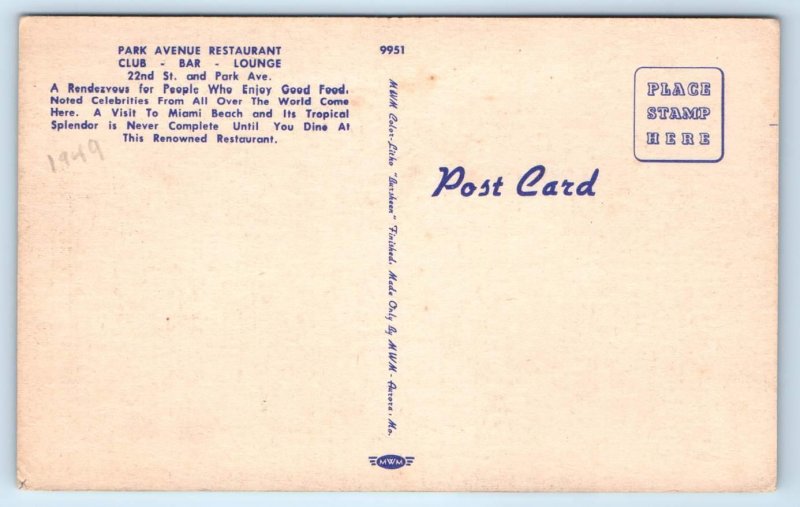 PARK AVENUE RESTAURANT
CLUB - BAR - LOUNGE
22nd St. and Park Ave.
A Rendezvous for People Who Enjoy Good Food.
Noted Celebrities From All Over The World Come
Here. A Visit To Miami Beach and Its Tropical
Splendor is Never Complete Until You Dine At
This Renowned Restaurant.
1949
9951
MWM Color-Litho "Barsheen" Finished. Made Only By MWM - Aurora, Mo.
MWM
PLACE
STAMP
HERE
Post Card